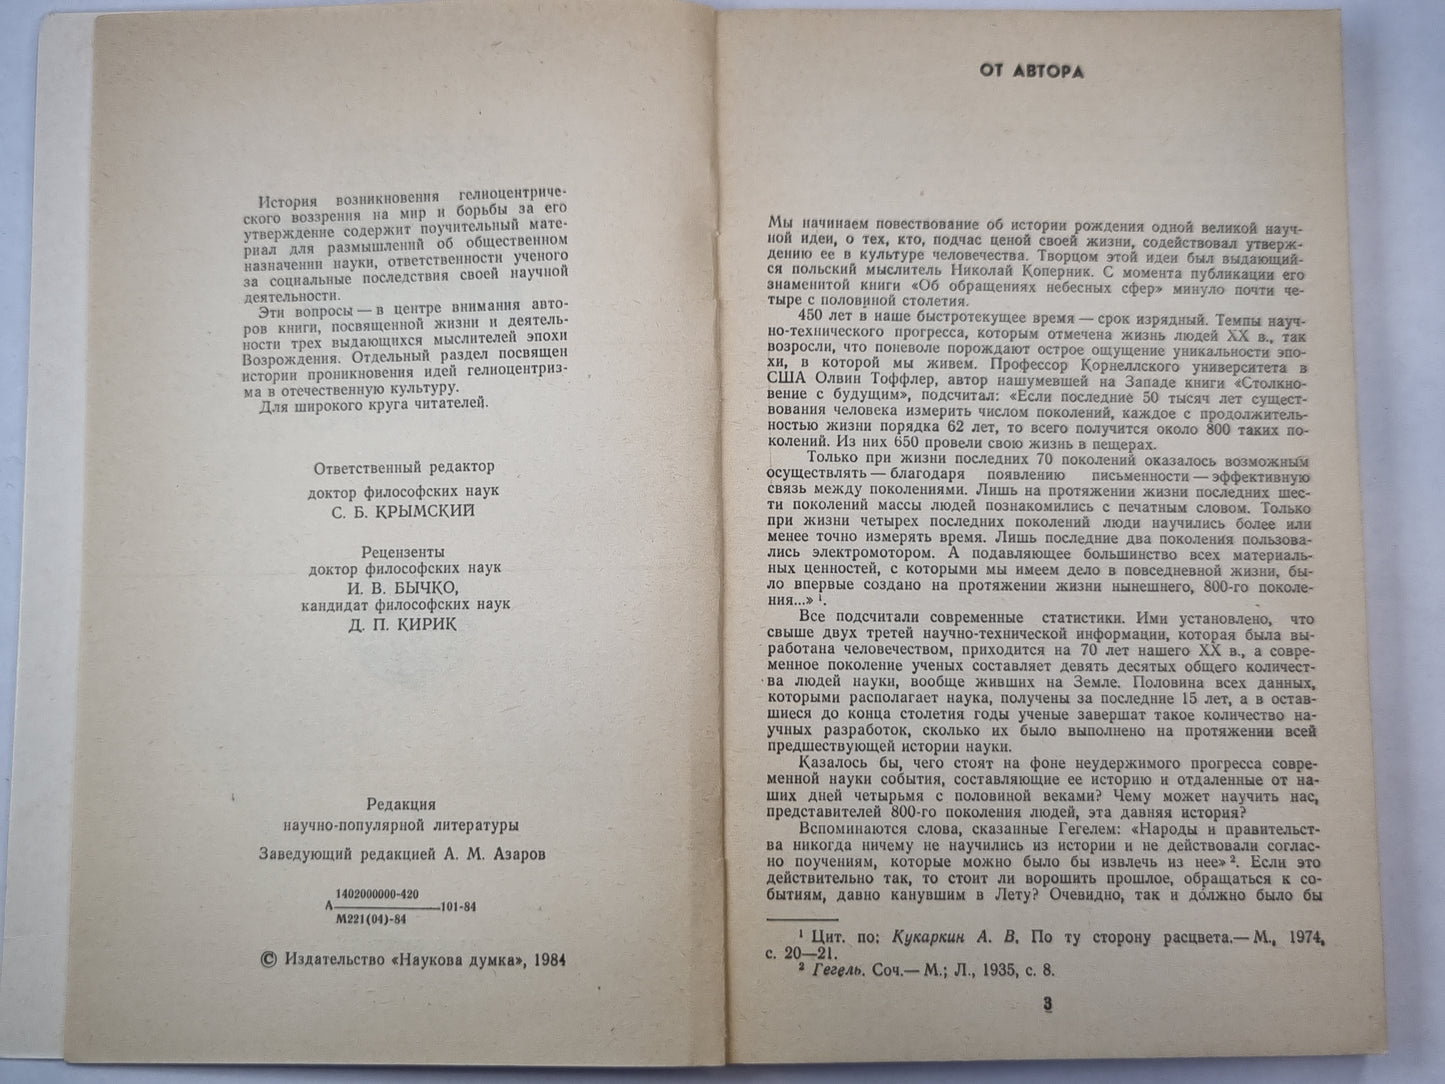 История возникновения гелиоцентриче-
ского воззрения на мир и борьбы за его
утверждение содержит поучительный мате-
риал для размышлений об общественном
назначении науки, ответственности ученого
за социальные последствия своей научной
деятельности.
Эти вопросы — в центре внимания авто-
ров книги, посвященной жизни и деятель-
ности трех выдающихся мыслителей эпохи
Возрождения. Отдельный раздел посвящен
истории проникновения идей гелиоцентриз-
ма в отечественную культуру.
Для широкого круга читателей.
Ответственный редактор
доктор философских наук
С. Б. КРЫМСКИЙ
Рецензенты
доктор философских наук
И. В. БЫЧКО,
кандидат философских наук
Д. П. КИРИК
Редакция
научно-популярной литературы
Заведующий редакцией А. М. Азаров
1402000000-420
А————101-84
М221(04)-84
© Издательство «Наукова думка», 1984
ОТ АВТОРА
Мы начинаем повествование об истории рождения одной великой науч-
ной идеи, о тех, кто, подчас ценой своей жизни, содействовал утверж-
дению ее в культуре человечества. Творцом этой идеи был выдающий-
ся польский мыслитель Николай Коперник. С момента публикации его
знаменитой книги «Об обращениях небесных сфер» минуло почти че-
тыре с половиной столетия.
450 лет в наше быстротекущее время — срок изрядный. Темпы науч-
но-технического прогресса, которым отмечена жизнь людей XX в., так
возросли, что поневоле порождают острое ощущение уникальности эпо-
хи, в которой мы живем. Профессор Корнеллского университета в
США Олвин Тоффлер, автор нашумевшей на Западе книги «Столкно-
вение с будущим», подсчитал: «Если последние 50 тысяч лет сущест-
вования человека измерить числом поколений, каждое с продолжитель-
ностью жизни порядка 62 лет, то всего получится около 800 таких по-
колений. Из них 650 провели свою жизнь в пещерах.
Только при жизни последних 70 поколений оказалось возможным
осуществлять — благодаря появлению письменности — эффективную
связь между поколениями. Лишь на протяжении жизни последних шес-
ти поколений массы людей познакомились с печатным словом. Только
при жизни четырех последних поколений люди научились более или
менее точно измерять время. Лишь последние два поколения пользова-
лись электромотором. А подавляющее большинство всех материаль-
ных ценностей, с которыми мы имеем дело в повседневной жизни, бы-
ло впервые создано на протяжении жизни нынешнего, 800-го поколе-
ния...» ¹.
Все подсчитали современные статистики. Ими установлено, что
свыше двух третей научно-технической информации, которая была вы-
работана человечеством, приходится на 70 лет нашего XX в., а совре-
менное поколение ученых составляет девять десятых общего количест-
ва людей науки, вообще живших на Земле. Половина всех данных,
которыми располагает наука, получены за последние 15 лет, а в остав-
шиеся до конца столетия годы ученые завершат такое количество на-
учных разработок, сколько их было выполнено на протяжении всей
предшествующей истории науки.
Казалось бы, чего стоят на фоне неудержимого прогресса совре-
менной науки события, составляющие ее историю и отдаленные от на-
ших дней четырьмя с половиной веками? Чему может научить нас,
представителей 800-го поколения людей, эта давняя история?
Вспоминаются слова, сказанные Гегелем: «Народы и правительст-
ва никогда ничему не научились из истории и не действовали соглас-
но поучениям, которые можно было бы извлечь из нее» ². Если это
действительно так, то стоит ли ворошить прошлое, обращаться к со-
бытиям, давно канувшим в Лету? Очевидно, так и должно было бы
¹ Цит. по: Кукаркин А. В. По ту сторону расцвета.— М., 1974,
с. 20—21.
² Гегель. Соч.— М.; Л., 1935, с. 8.
3